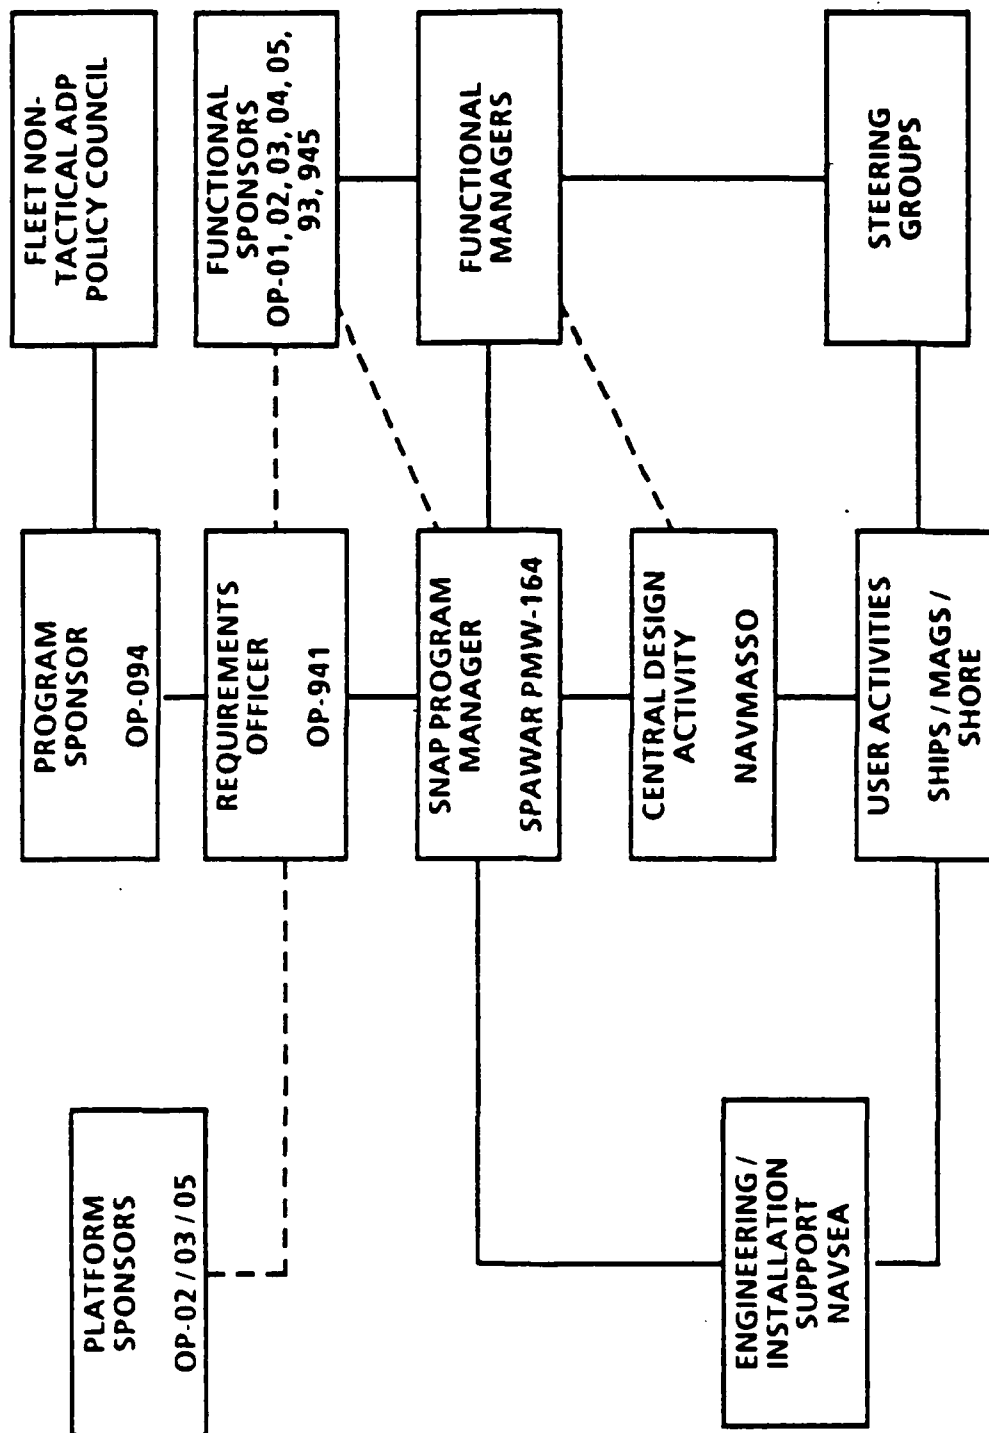 PLATFORM
SPONSORS
OP-02 / 03 / 05
PROGRAM
SPONSOR
OP-094
FLEET NON-
TACTICAL ADP
POLICY COUNCIL
REQUIREMENTS
OFFICER
OP-941
FUNCTIONAL
SPONSORS
OP-01, 02, 03, 04, 05,
93, 945
SNAP PROGRAM
MANAGER
SPAWAR PMW-164
FUNCTIONAL
MANAGERS
CENTRAL DESIGN
ACTIVITY
NAVMASSO
ENGINEERING /
INSTALLATION
SUPPORT
NAVSEA
USER ACTIVITIES
SHIPS / MAGS /
SHORE
STEERING
GROUPS